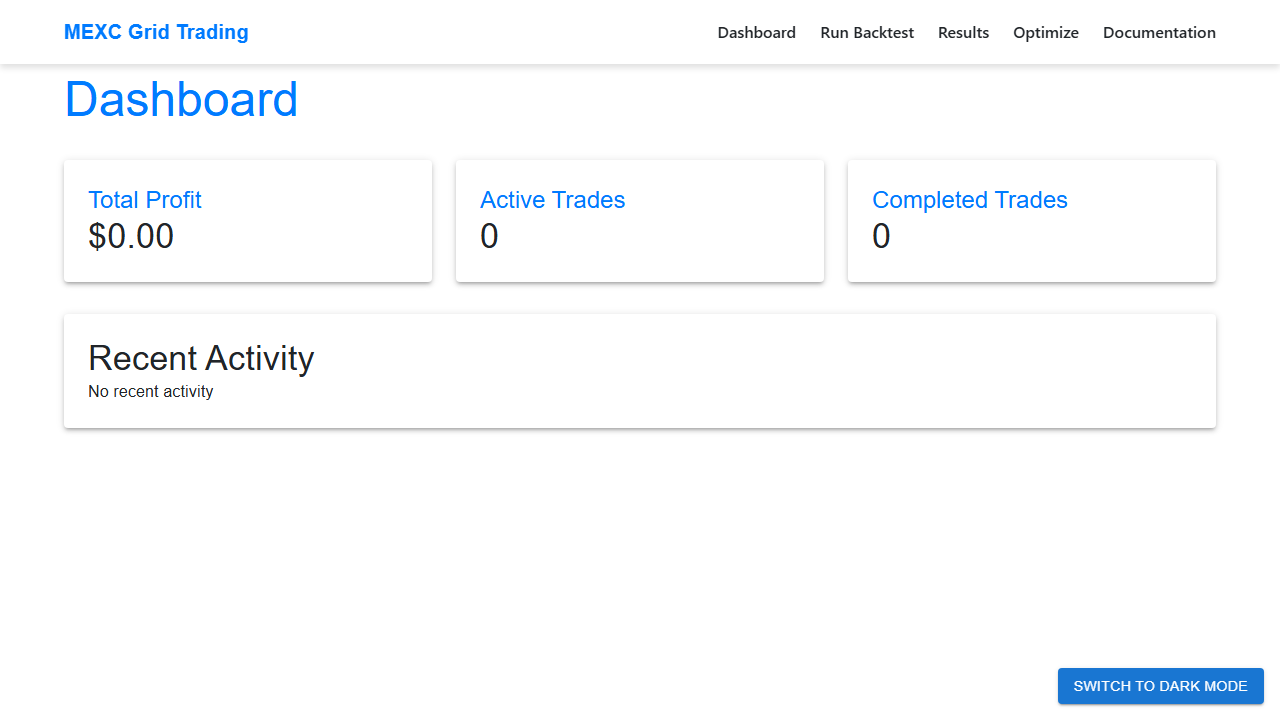 MEXC Grid Trading
Dashboard Run Backtest Results Optimize Documentation
Dashboard
Total Profit
$0.00
Active Trades
0
Completed Trades
0
Recent Activity
No recent activity
SWITCH TO DARK MODE